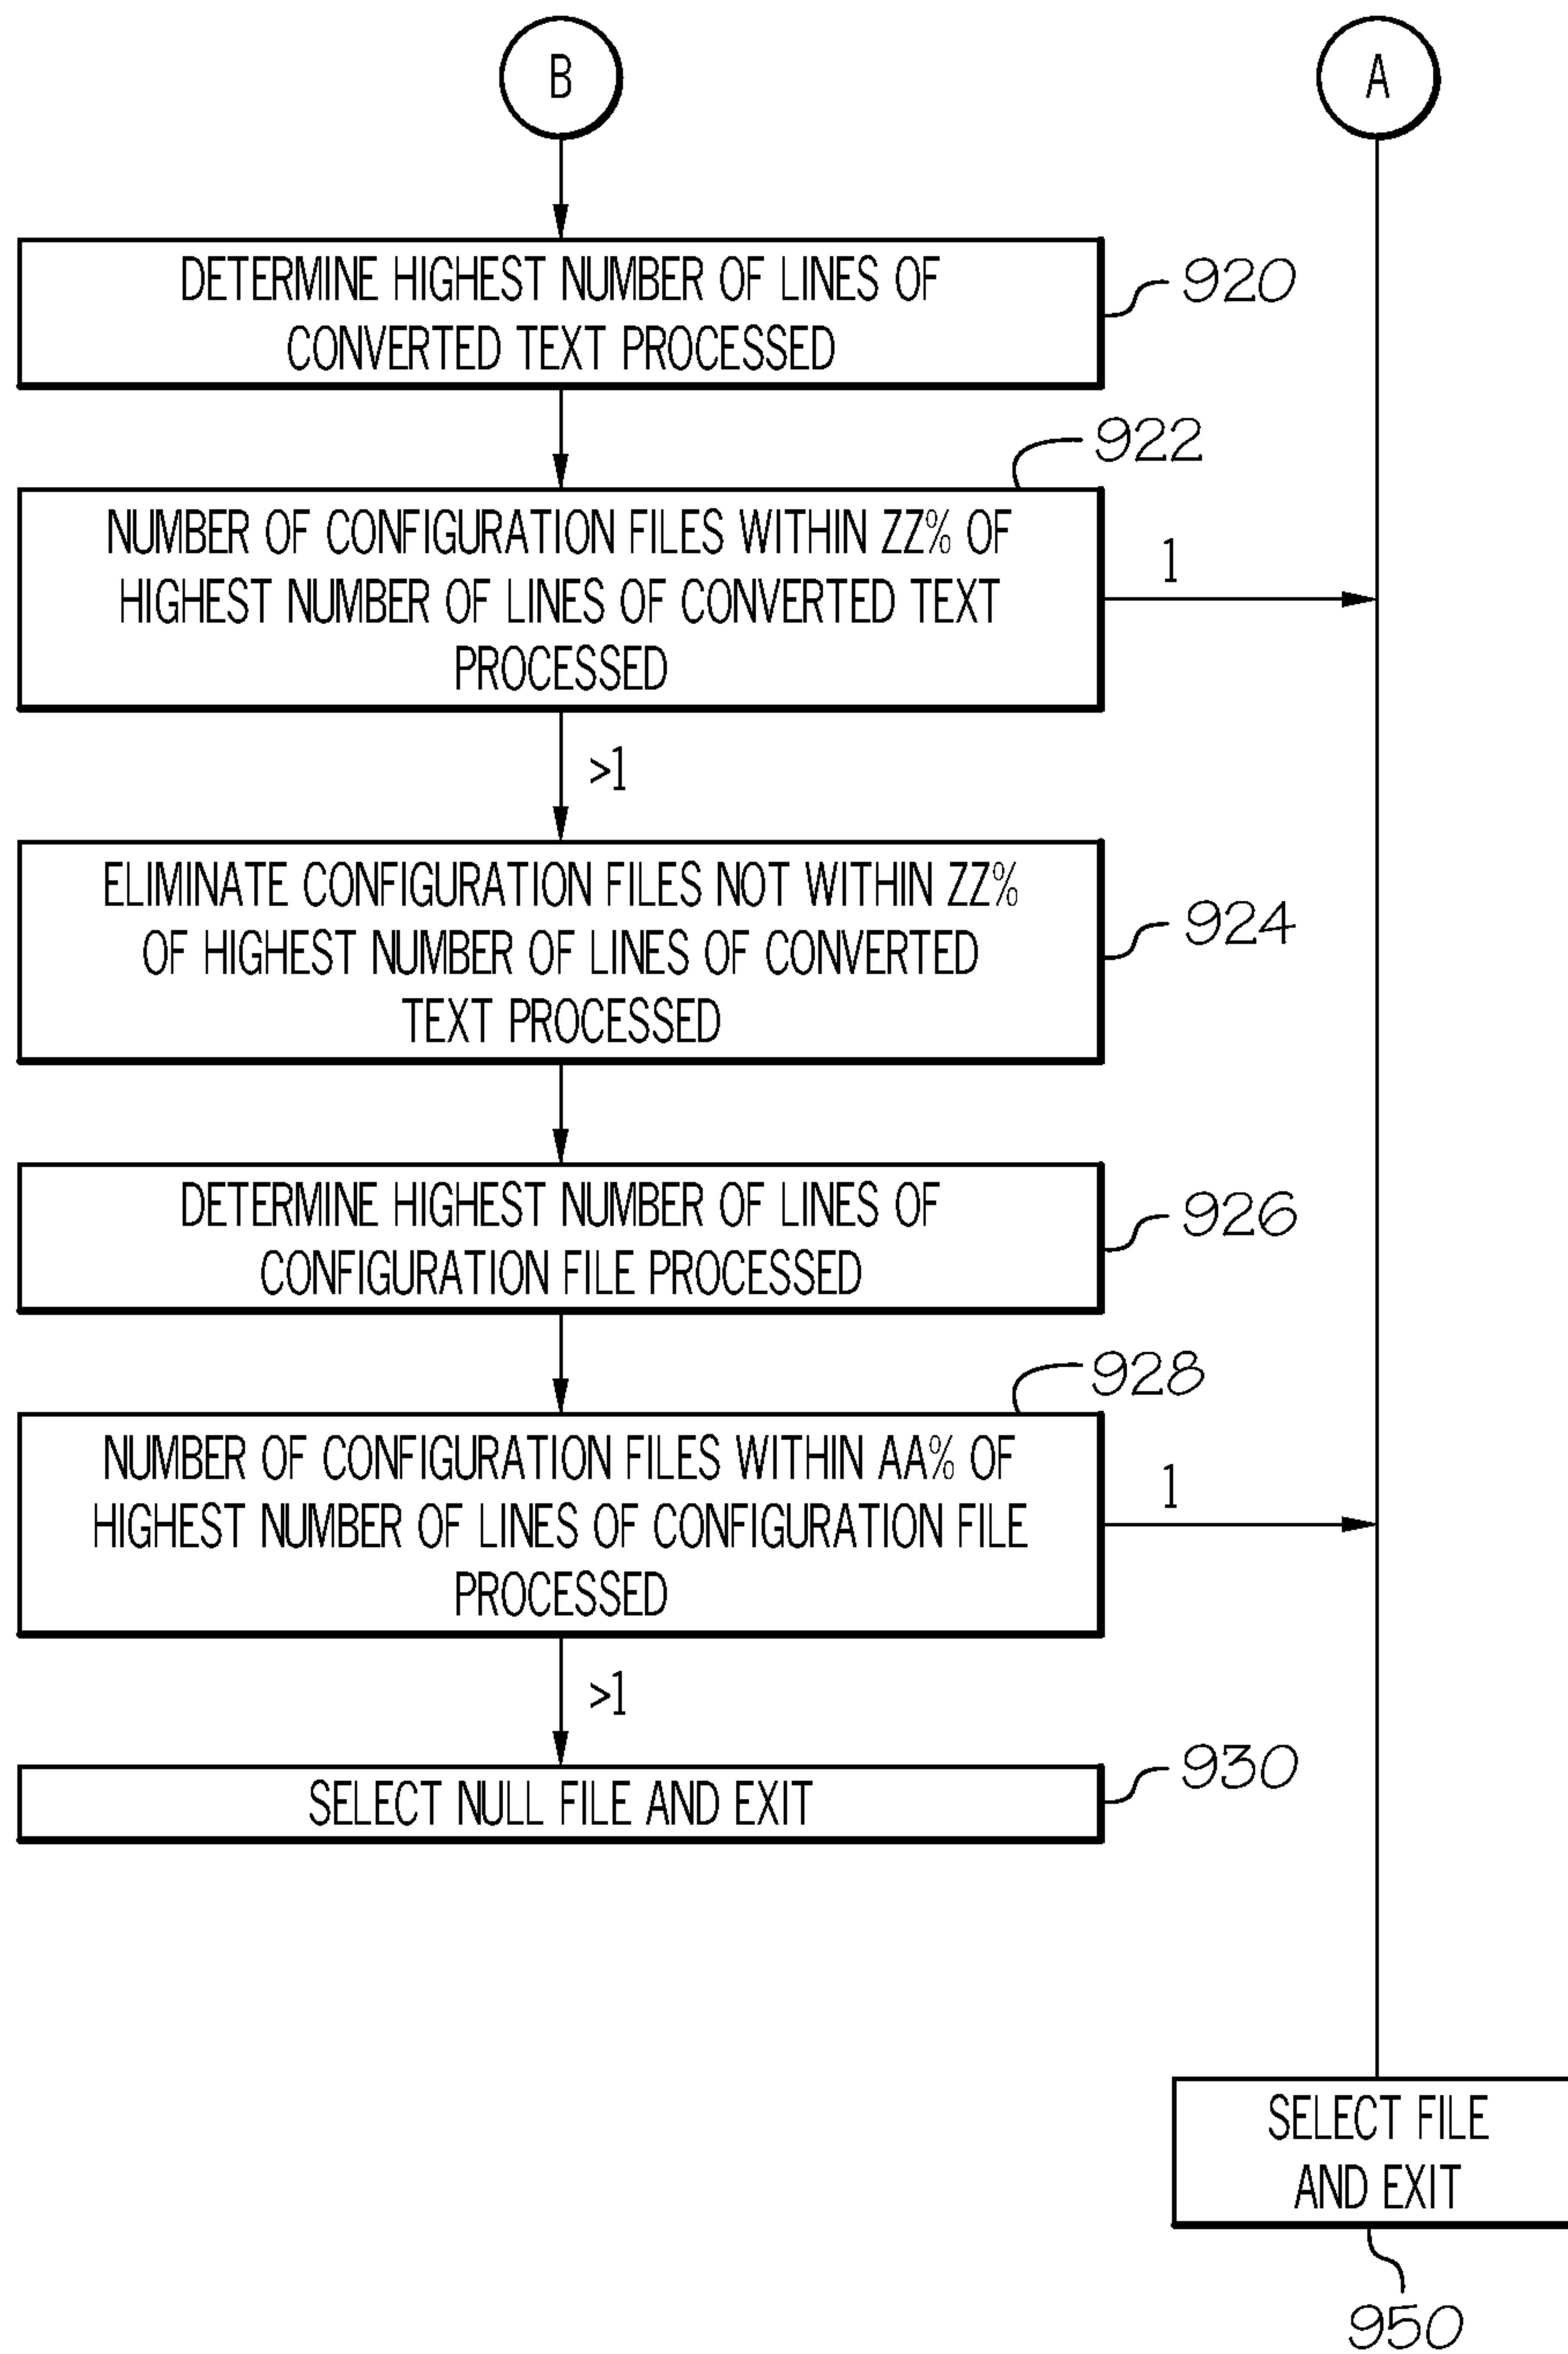 B
A
DETERMINE HIGHEST NUMBER OF LINES OF
CONVERTED TEXT PROCESSED
920
922
NUMBER OF CONFIGURATION FILES WITHIN ZZ% OF
HIGHEST NUMBER OF LINES OF CONVERTED TEXT
PROCESSED
1
>1
ELIMINATE CONFIGURATION FILES NOT WITHIN ZZ%
OF HIGHEST NUMBER OF LINES OF CONVERTED
TEXT PROCESSED
924
DETERMINE HIGHEST NUMBER OF LINES OF
CONFIGURATION FILE PROCESSED
926
928
NUMBER OF CONFIGURATION FILES WITHIN AA% OF
HIGHEST NUMBER OF LINES OF CONFIGURATION FILE
PROCESSED
1
>1
SELECT NULL FILE AND EXIT
930
SELECT FILE
AND EXIT
950